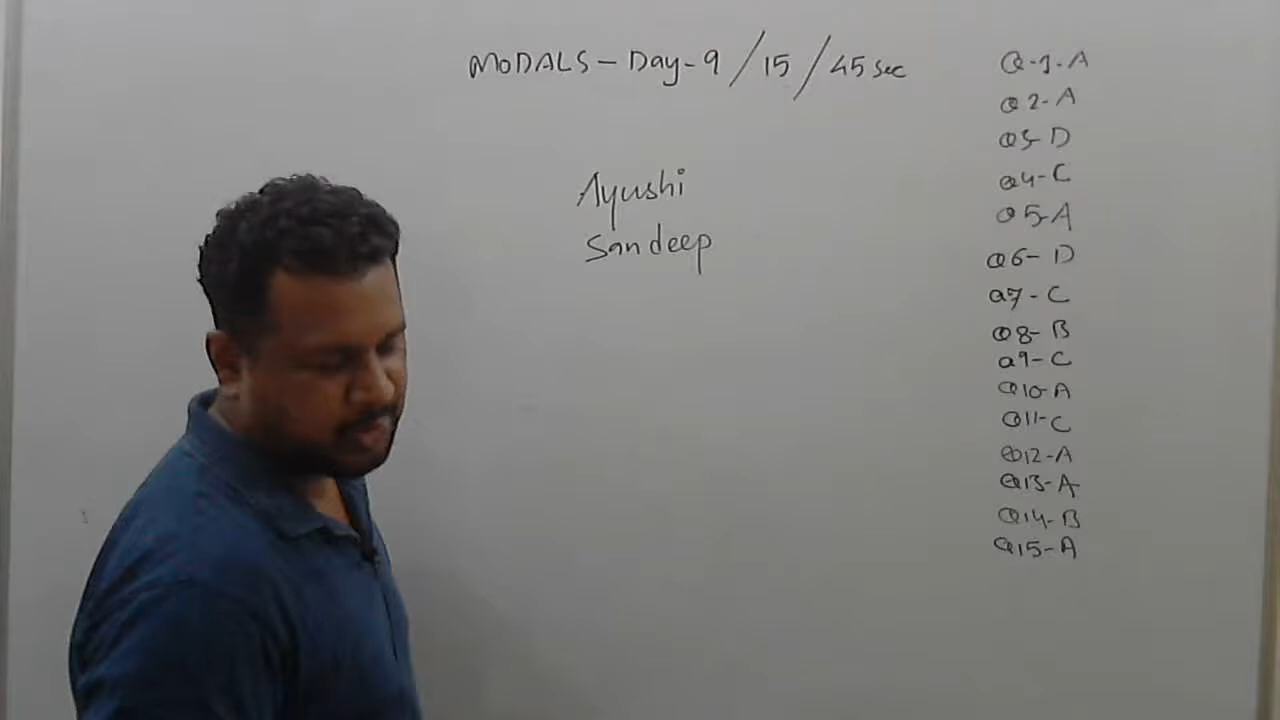 MODALS - Day - 9 / 15 / 45 sec
Ayushi
Sandeep
Q-1-A
Q2-A
Q3-D
Q4-C
Q5-A
Q6-D
Q7-C
Q8-B
Q9-C
Q10-A
Q11-C
Q12-A
Q13-A
Q14-B
Q15-A